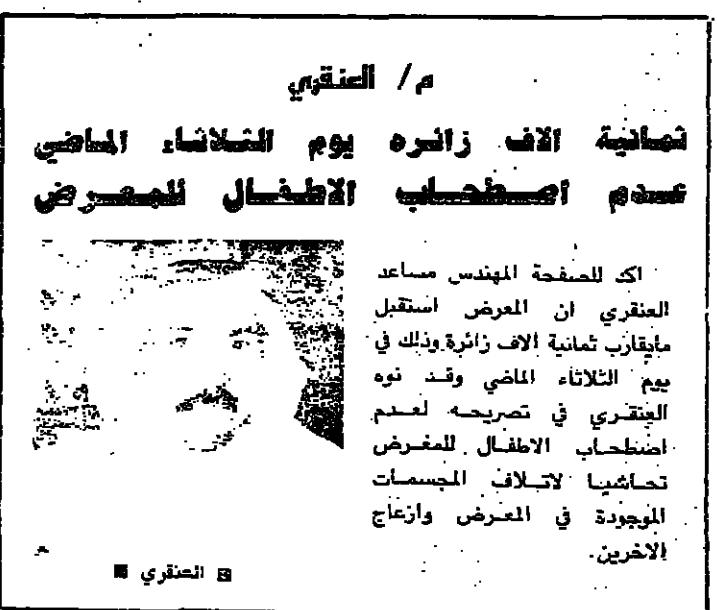 م/ العنقري
ثمانية الاف زائره يوم الثلاثاء الماضي
عدم اصطحاب الاطفال للمعرض
اكد للصفحة المهندس مساعد
العنقري ان المعرض استقبل
مايقارب ثمانية الاف زائرة وذلك في
يوم الثلاثاء الماضي وقد نوه
العنقري في تصريحه لعدم
اصطحاب الاطفال للمعرض
تحاشيا لاتلاف المجسمات
الموجودة في المعرض وازعاج
الاخرين.
■ العنقري ■